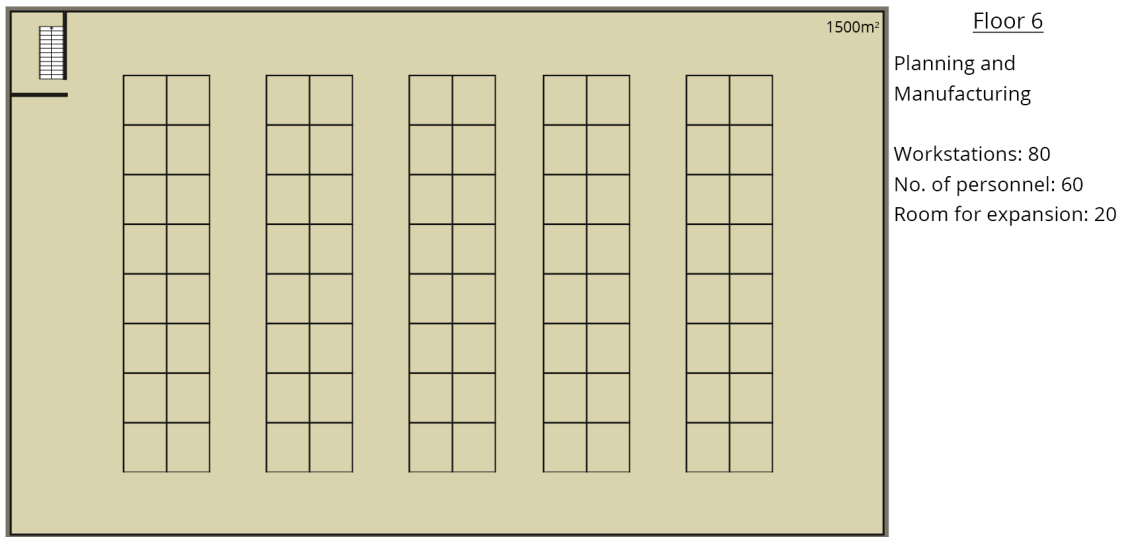 1500m²
Floor 6
Planning and
Manufacturing
Workstations: 80
No. of personnel: 60
Room for expansion: 20